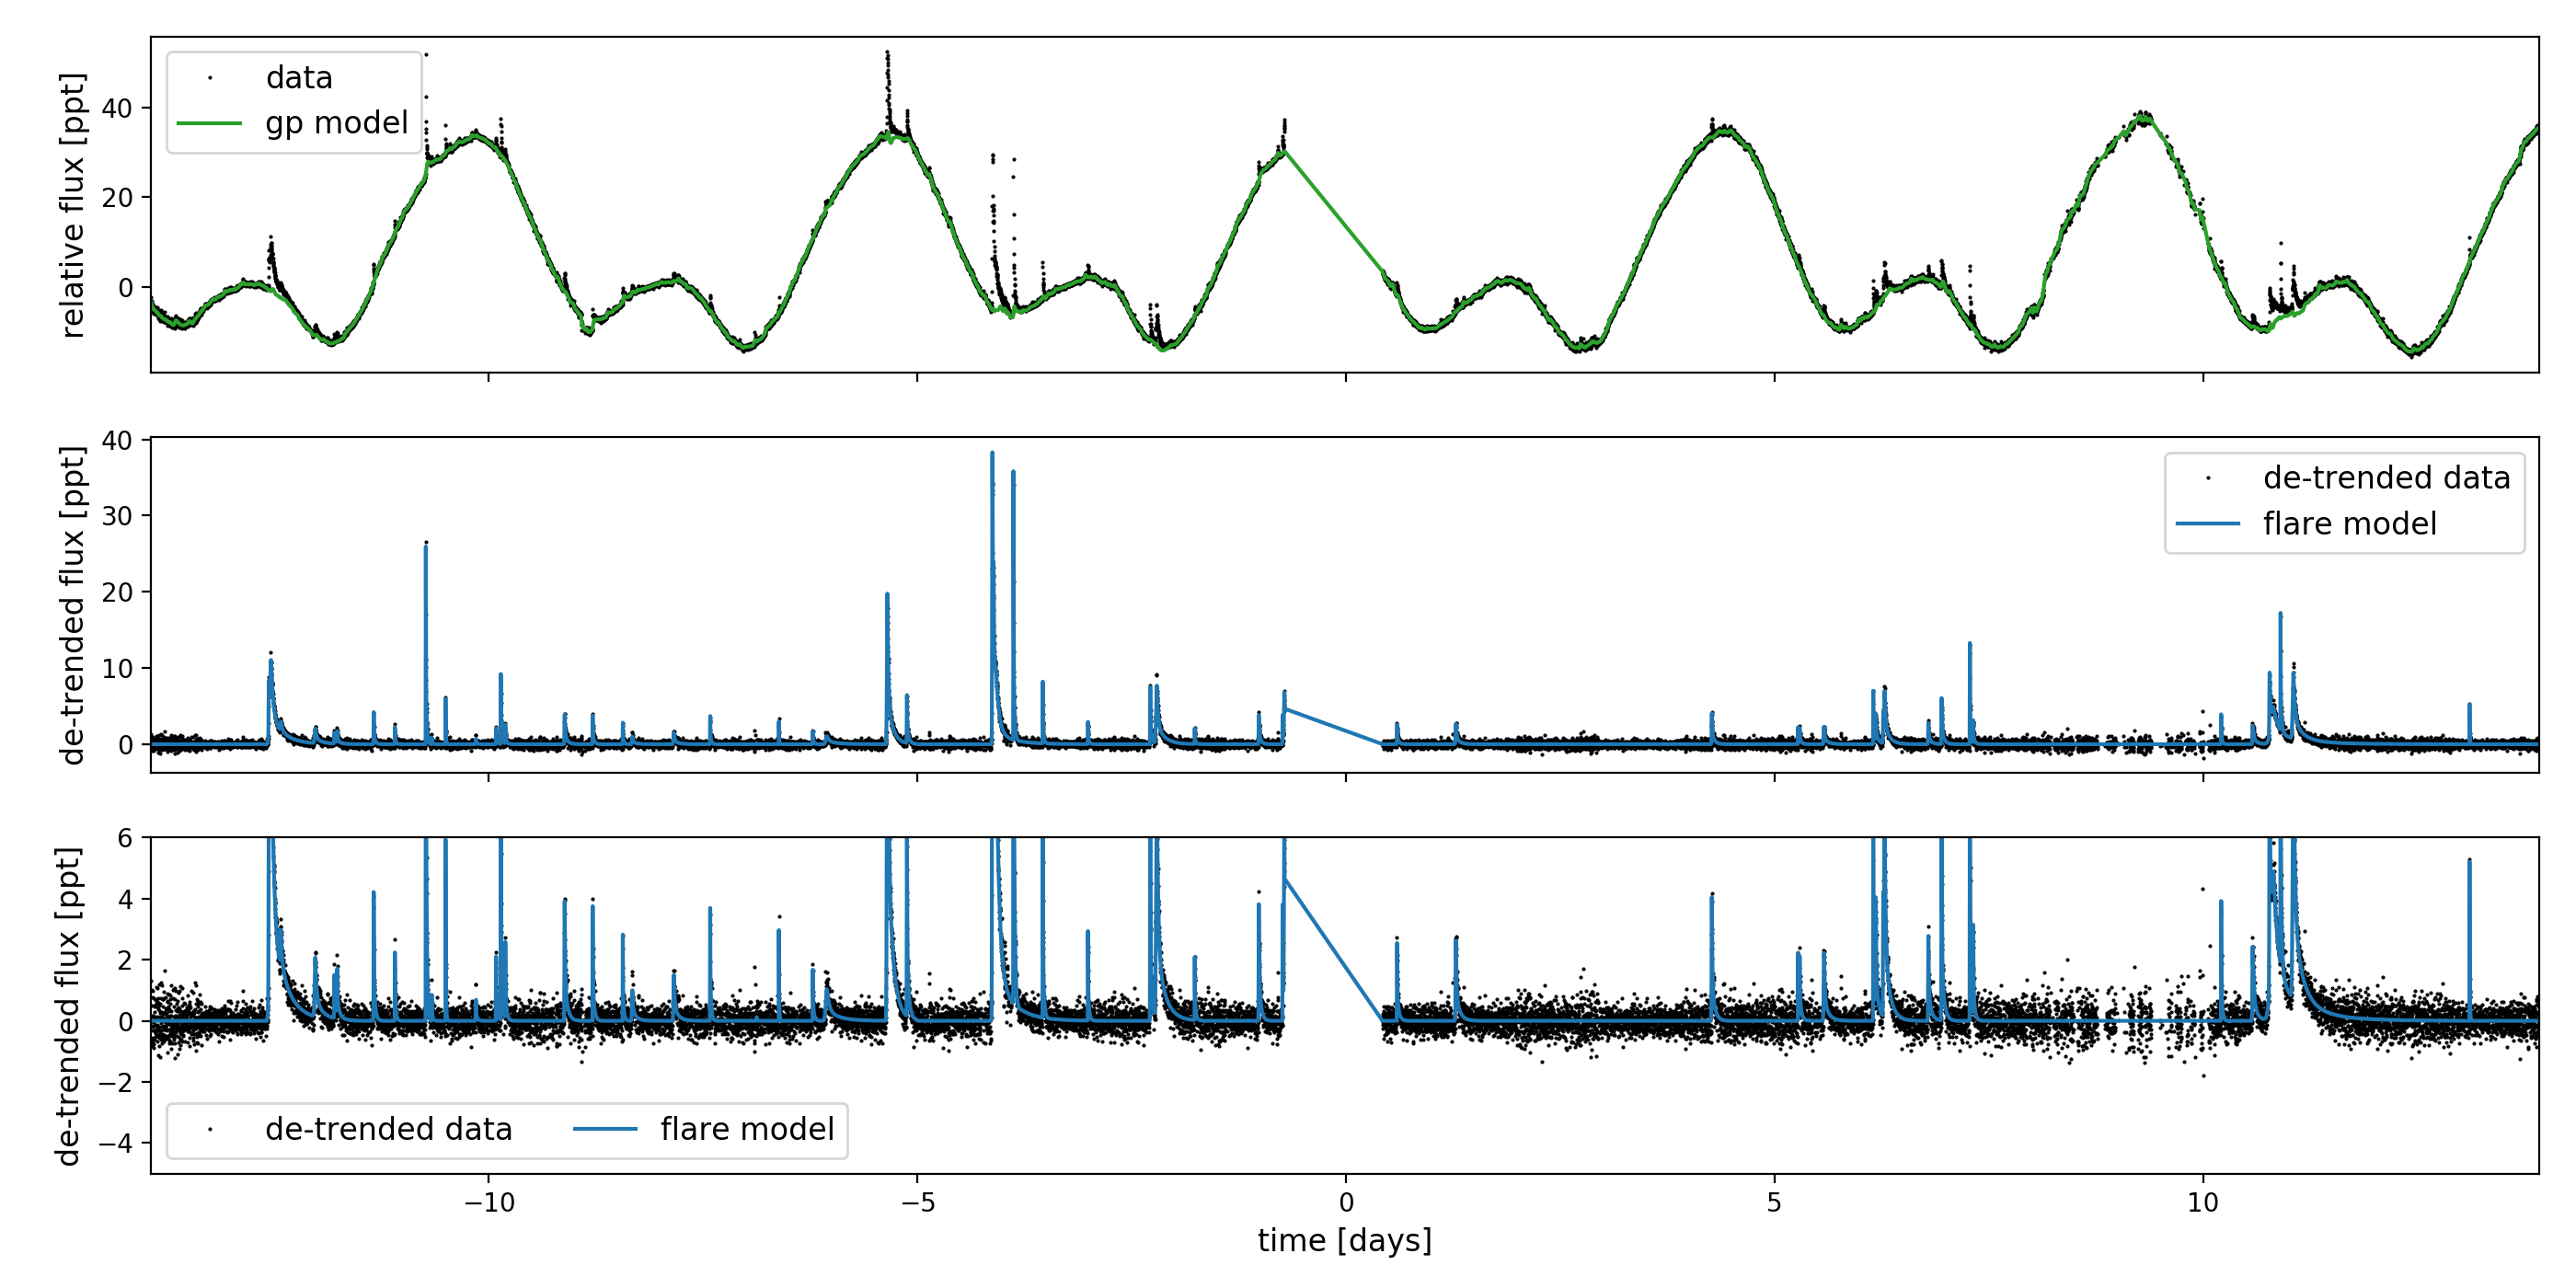 data
gp model
relative flux [ppt]
40
20
0
de-trended data
flare model
de-trended flux [ppt]
40
30
20
10
0
de-trended flux [ppt]
6
4
2
0
−2
−4
de-trended data flare model
−10 −5 0 5 10
time [days]